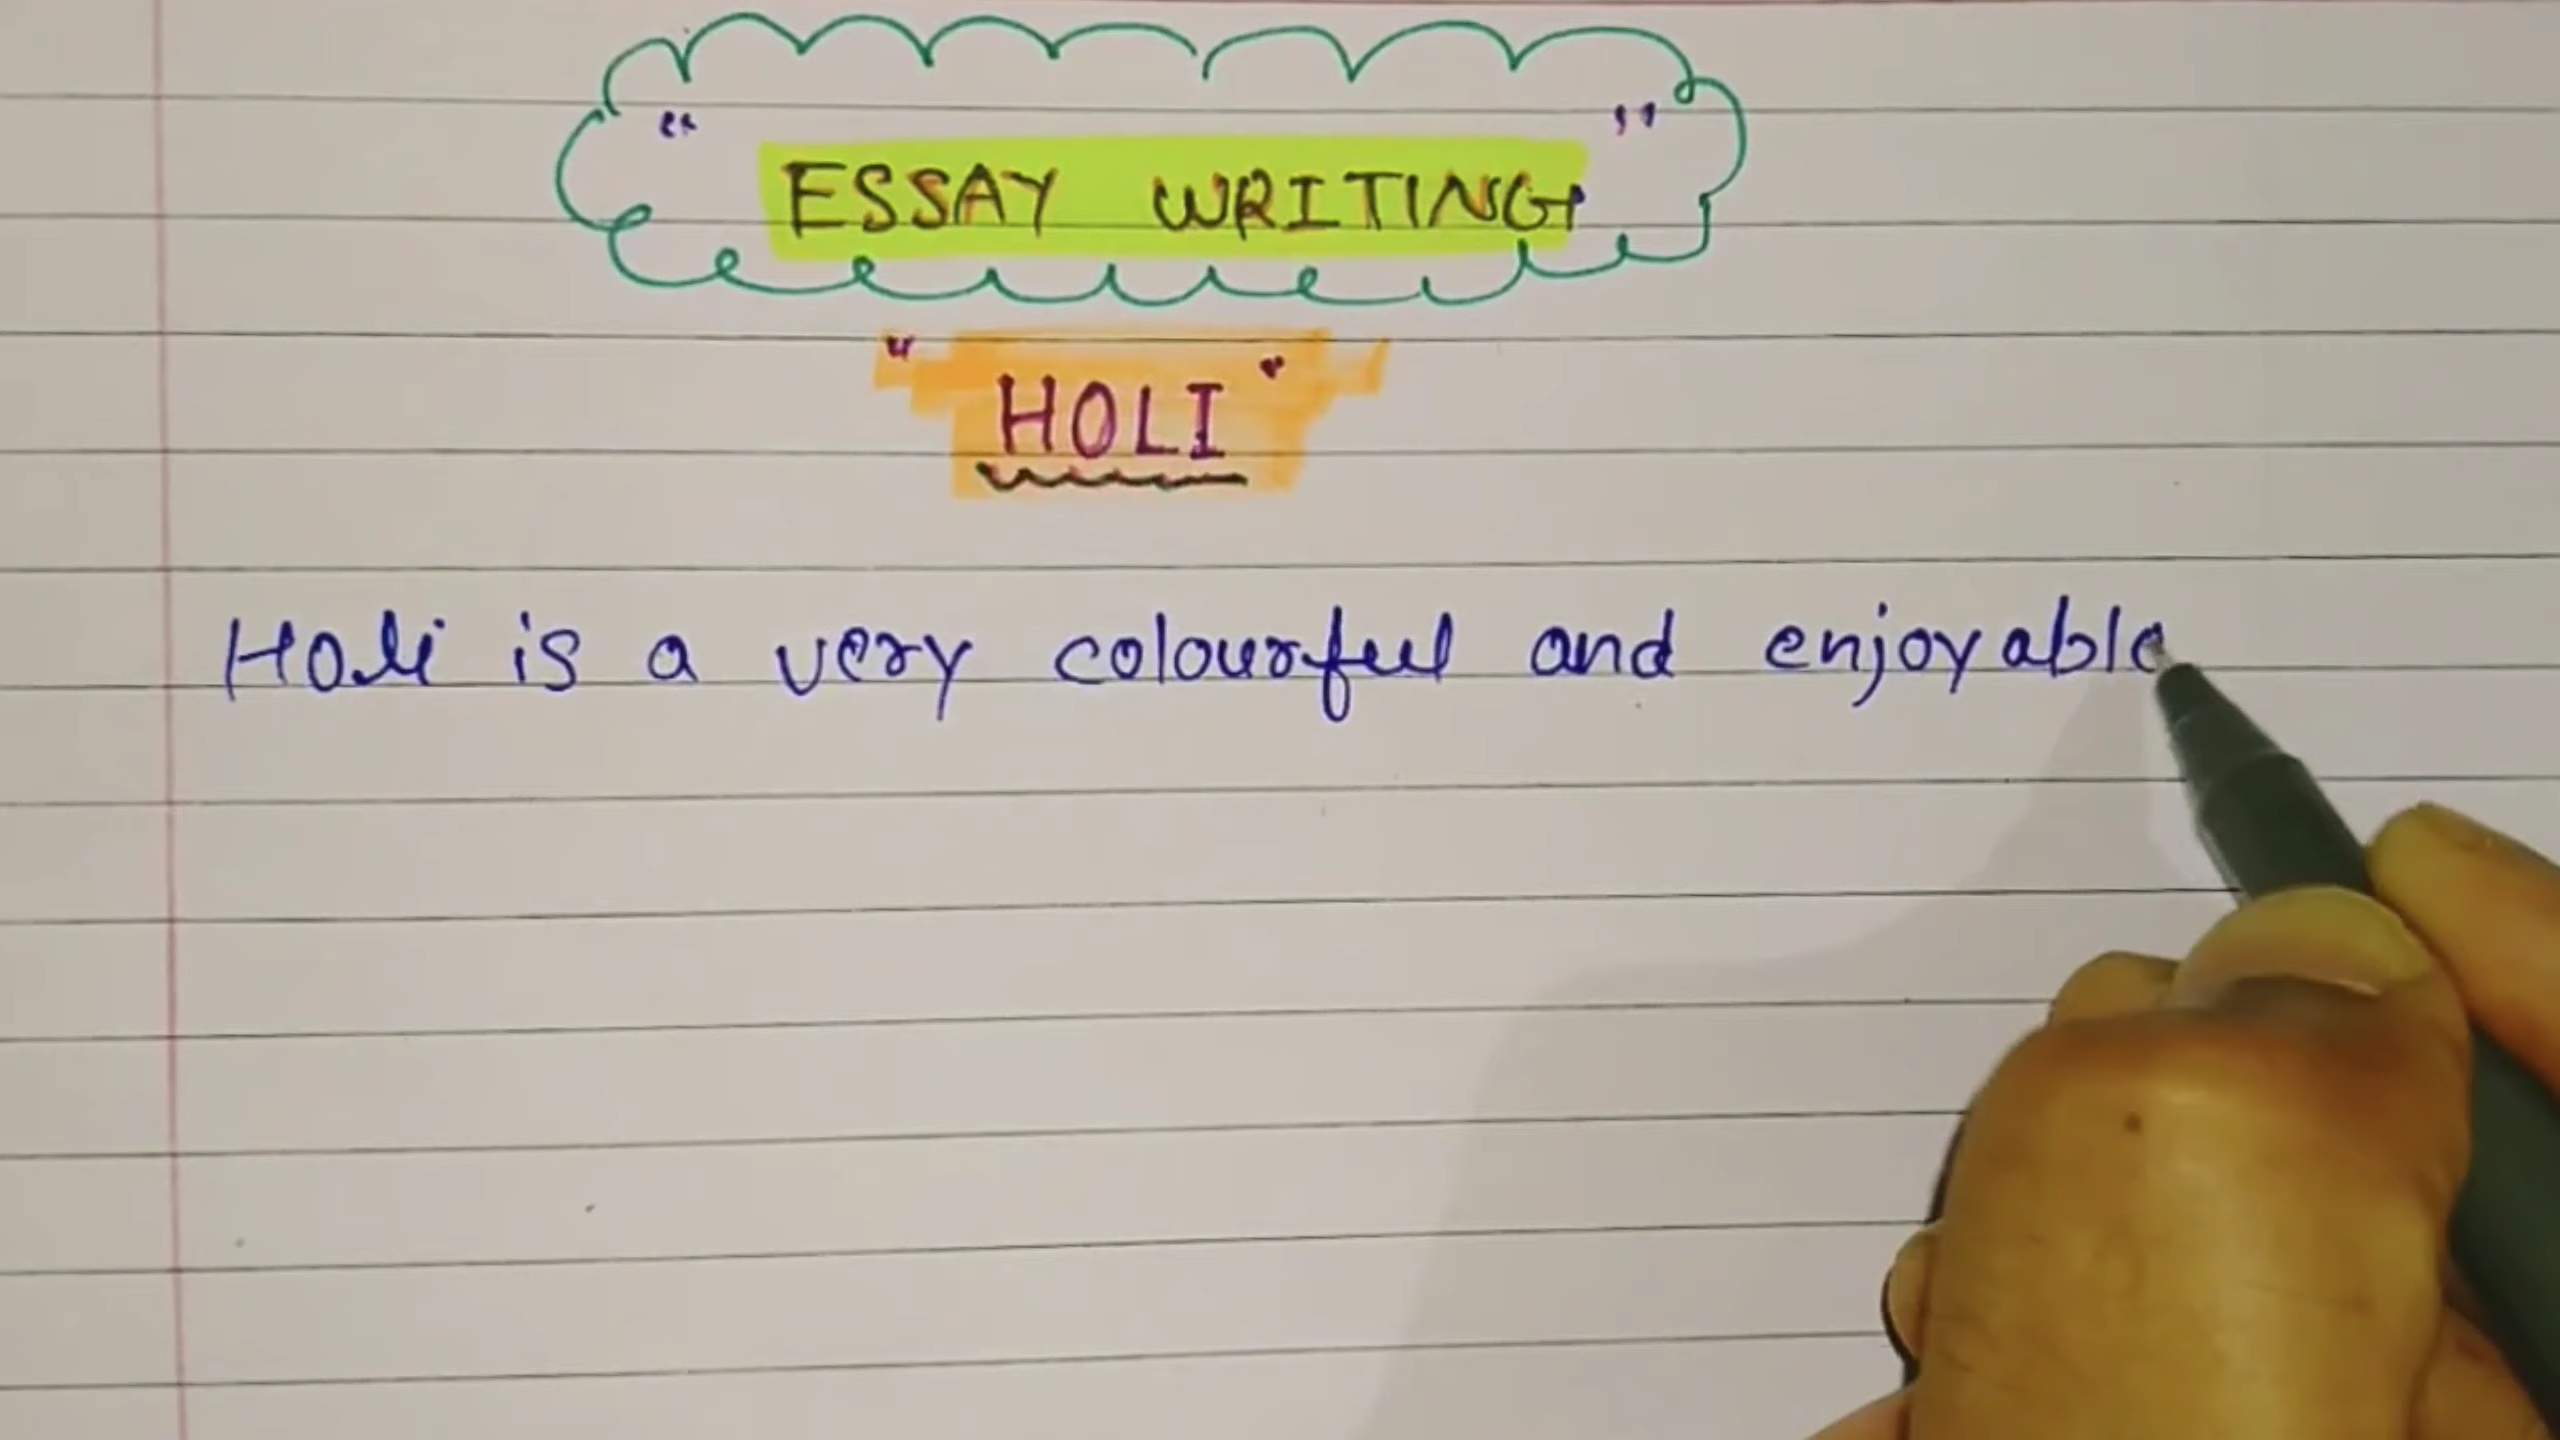 " ESSAY WRITING "
" HOLI "
Holi is a very colourful and enjoyable